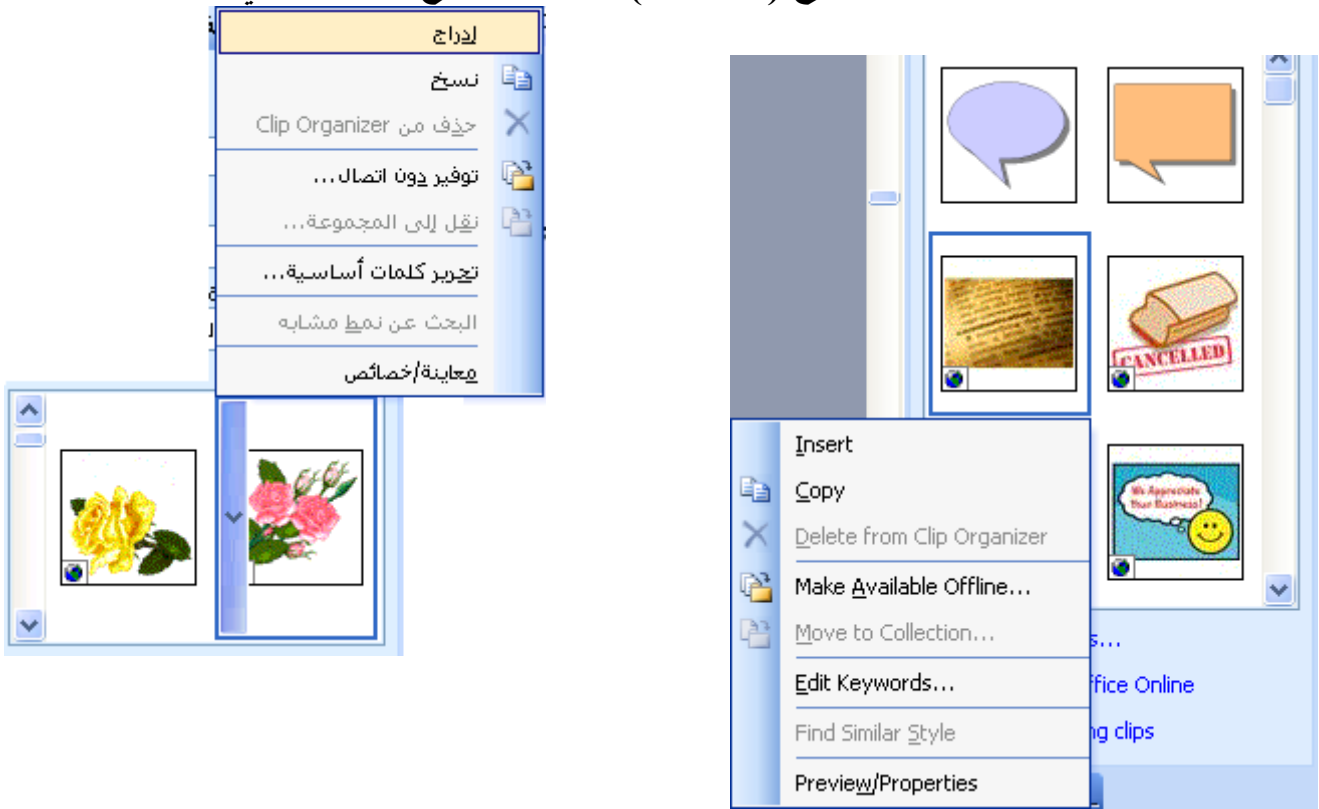 إدراج
نسخ
حذف من Clip Organizer
توفير دون اتصال...
نقل إلى المجموعة...
تحرير كلمات أساسية...
البحث عن نمط مشابه
معاينة/خصائص
CANCELLED
We Appreciate
Your Business!
Insert
Copy
Delete from Clip Organizer
Make Available Offline...
Move to Collection...
Edit Keywords...
Find Similar Style
Preview/Properties
s...
ffice Online
ng clips